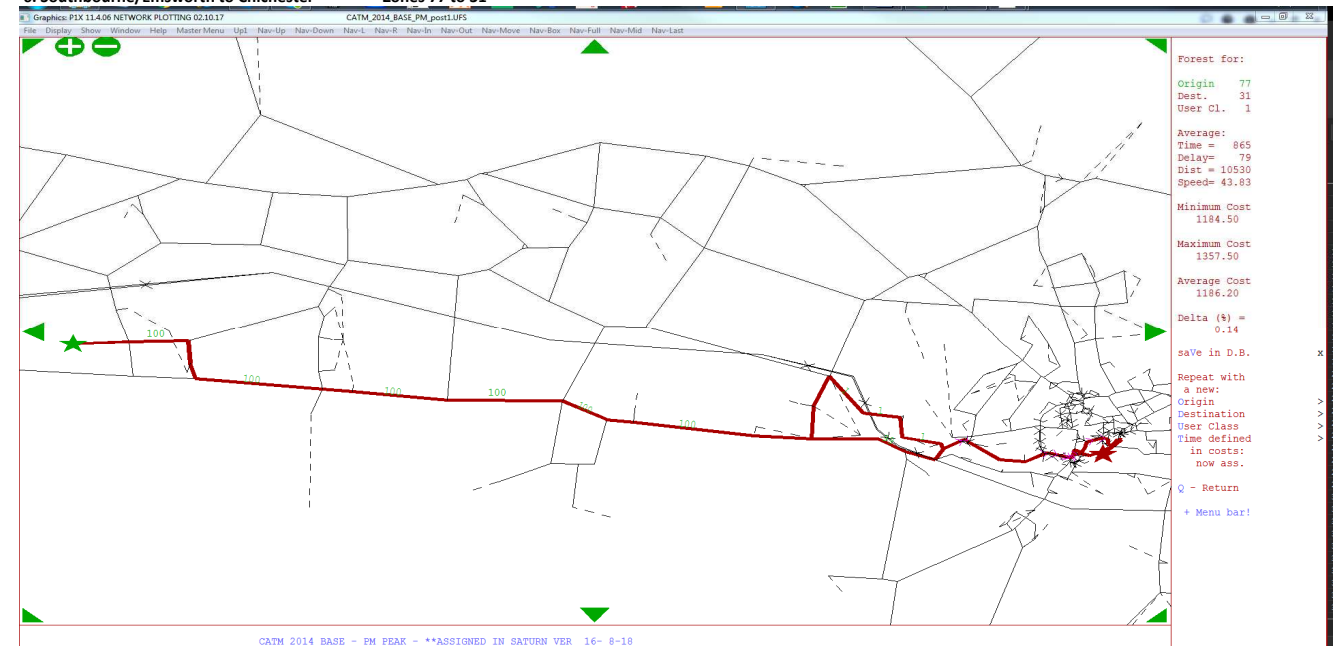 Graphics: P1X 11.4.06 NETWORK PLOTTING 02.10.17 CATM_2014_BASE_PM_post1.UFS
File Display Show Window Help Master Menu Up1 Nav-Up Nav-Down Nav-L Nav-R Nav-In Nav-Out Nav-Move Nav-Box Nav-Full Nav-Mid Nav-Last
Forest for:
Origin 77
Dest. 31
User Cl. 1
Average:
Time = 865
Delay= 79
Dist = 10530
Speed= 43.83
Minimum Cost
1184.50
Maximum Cost
1357.50
Average Cost
1186.20
Delta (%) =
0.14
saVe in D.B. x
Repeat with
a new:
Origin >
Destination >
User Class >
Time defined >
in costs:
now ass.
Q - Return
+ Menu bar!
100
100
100
100
100
100
1
CATM 2014 BASE - PM PEAK - **ASSIGNED IN SATURN VER 16- 8-18